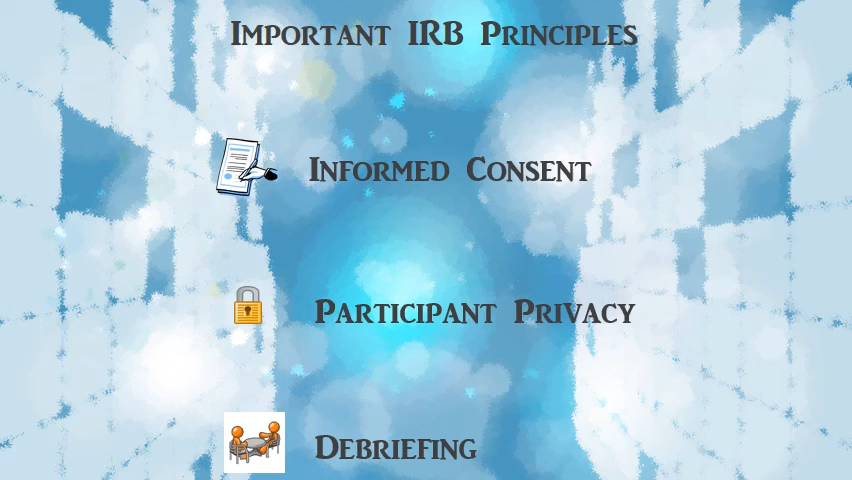 Important IRB Principles
Informed Consent
Participant Privacy
Debriefing